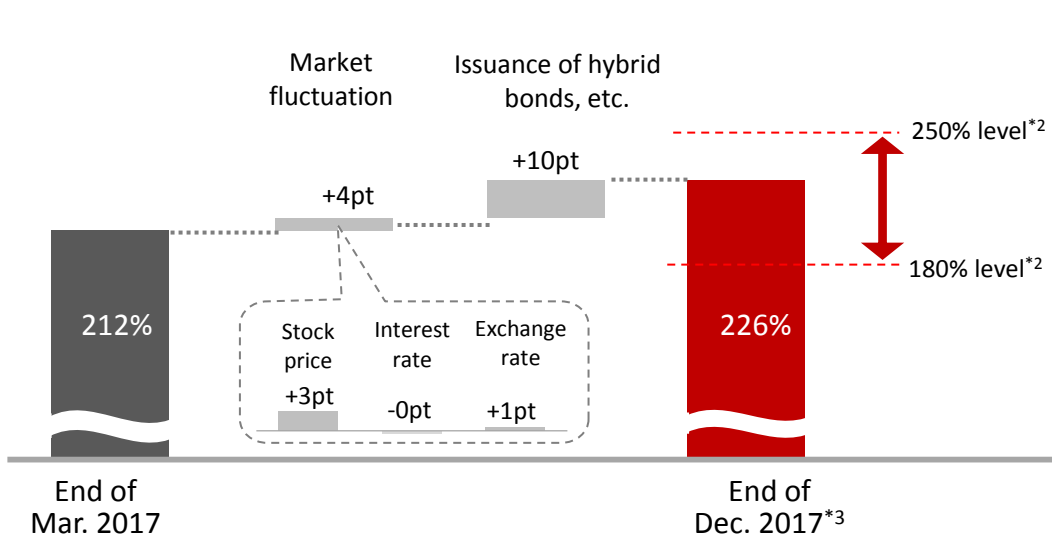 Market
fluctuation
Issuance of hybrid
bonds, etc.
250% level*2
+10pt
+4pt
180% level*2
212%
226%
Stock
price
Interest
rate
Exchange
rate
+3pt
-0pt
+1pt
End of
Mar. 2017
End of
Dec. 2017*3